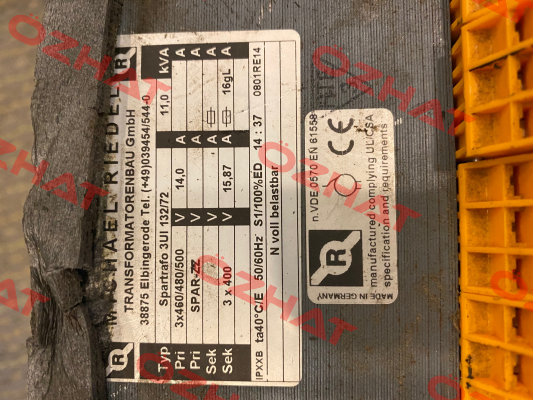 R MICHAEL RIEDEL R
TRANSFORMATORENBAU GmbH
38875 Elbingerode Tel. (+49)039454/544-0
Typ Spartrafo 3UI 132/72 11,0 kVA
Pri 3x460/480/500 V 14,0 A A
Pri SPAR-ZZ V A A
Sek V A A
Sek 3 x 400 V 15,87 A 16gL A
IPXXB ta40°C/E 50/60Hz S1/100%ED 14 : 37 0801RE14
N voll belastbar
n.VDE 0570 EN 61558
CE
R
manufactured complying UL/CSA
specification and requirements
MADE IN GERMANY
OZHAT
OZHAT
OZHAT
OZHAT
OZHAT
OZHAT